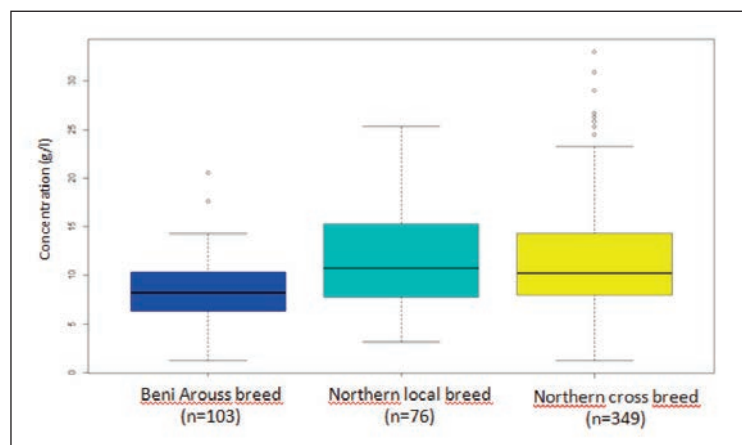 Concentration (g/l)
30
25
20
15
10
5
0
Beni Arouss breed
(n=103)
Northern local breed
(n=76)
Northern cross breed
(n=349)